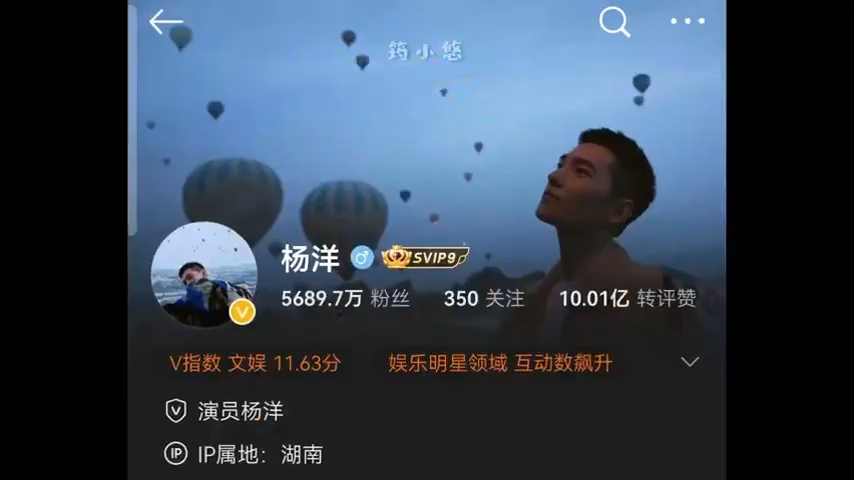 筠小悠
杨洋 SVIP9
5689.7万 粉丝 350 关注 10.01亿 转评赞
V指数 文娱 11.63分 娱乐明星领域 互动数飙升
演员杨洋
IP IP属地：湖南